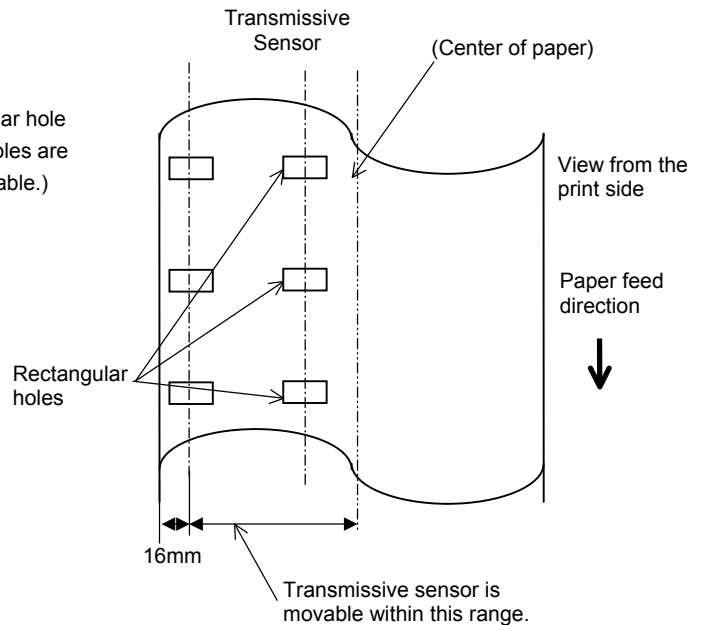 Transmissive
Sensor
(Center of paper)
ar hole
oles are
able.)
View from the
print side
Paper feed
direction
Rectangular
holes
16mm
Transmissive sensor is
movable within this range.